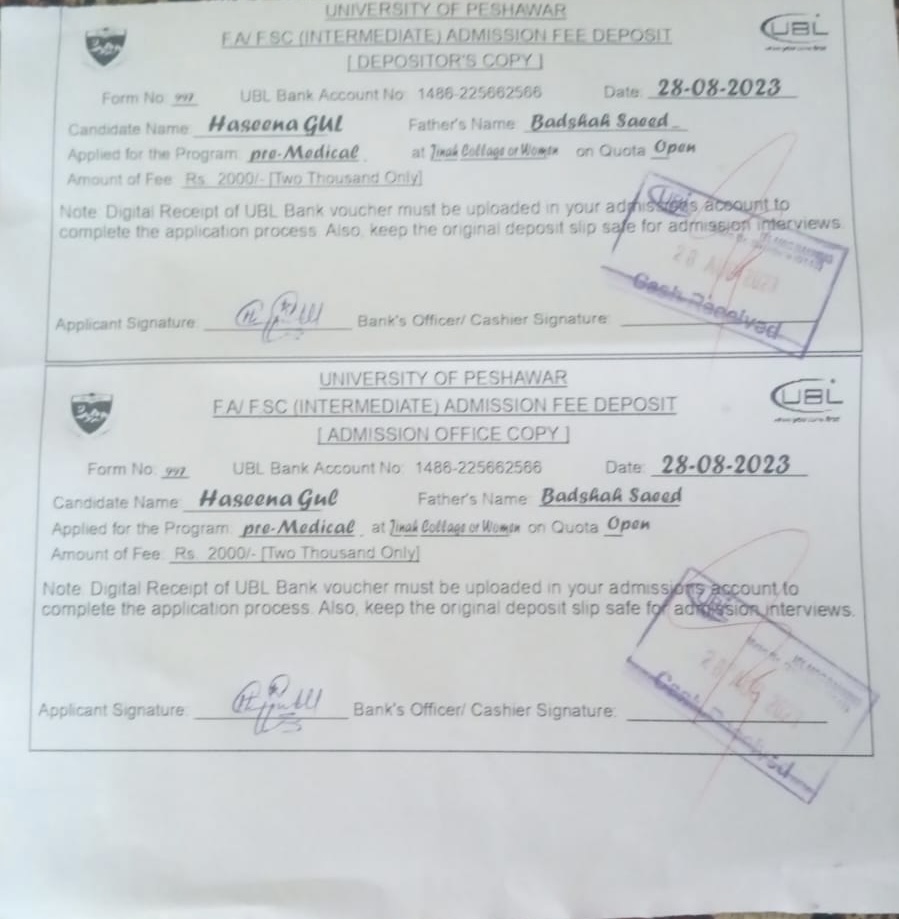 UNIVERSITY OF PESHAWAR
F.A/ F.SC (INTERMEDIATE) ADMISSION FEE DEPOSIT
UBL
[ DEPOSITOR'S COPY ]
Form No: 997 UBL Bank Account No: 1486-225662566 Date: 28-08-2023
Candidate Name: Haseena GUL Father's Name: Badshah Saeed
Applied for the Program: pre-Medical at Jinah Collage or Women on Quota Open
Amount of Fee: Rs. 2000/- [Two Thousand Only]
Note: Digital Receipt of UBL Bank voucher must be uploaded in your admissions account to
complete the application process. Also, keep the original deposit slip safe for admission interviews.
UBL
28 AUG 2023
Cash Received
Applicant Signature: Bank's Officer/ Cashier Signature:
UNIVERSITY OF PESHAWAR
F.A/ F.SC (INTERMEDIATE) ADMISSION FEE DEPOSIT
UBL
[ ADMISSION OFFICE COPY ]
Form No: 997 UBL Bank Account No: 1486-225662566 Date: 28-08-2023
Candidate Name: Haseena Gul Father's Name: Badshah Saeed
Applied for the Program: pre-Medical at Jinah Collage or Women on Quota Open
Amount of Fee: Rs. 2000/- [Two Thousand Only]
Note: Digital Receipt of UBL Bank voucher must be uploaded in your admissions account to
complete the application process. Also, keep the original deposit slip safe for admission interviews.
UBL
28 AUG 202
Cash Received
Applicant Signature: Bank's Officer/ Cashier Signature: